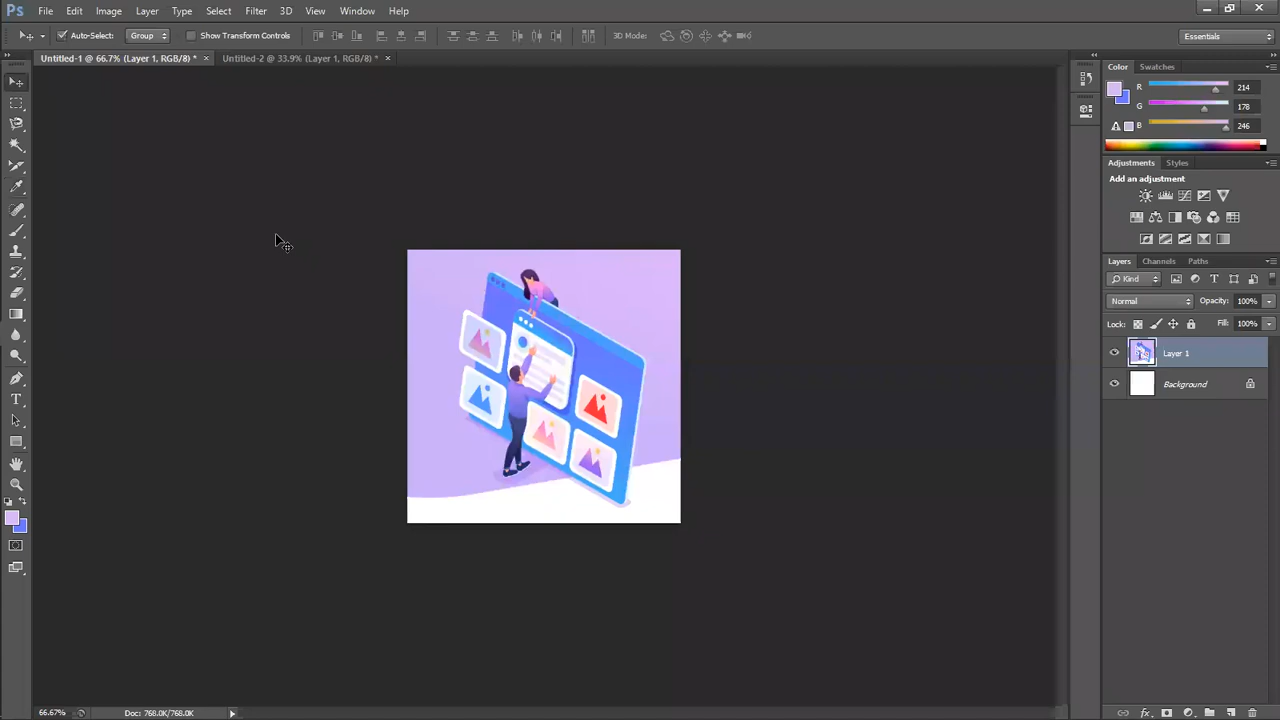 Ps File Edit Image Layer Type Select Filter 3D View Window Help
Auto-Select: Group Show Transform Controls 3D Mode: Essentials
Untitled-1 @ 66.7% (Layer 1, RGB/8) * × Untitled-2 @ 33.9% (Layer 1, RGB/8) * ×
Color Swatches
R 214
G 178
B 246
Adjustments Styles
Add an adjustment
Layers Channels Paths
Kind
Normal Opacity: 100%
Lock: Fill: 100%
Layer 1
Background
66.67% Doc: 768.0K/768.0K